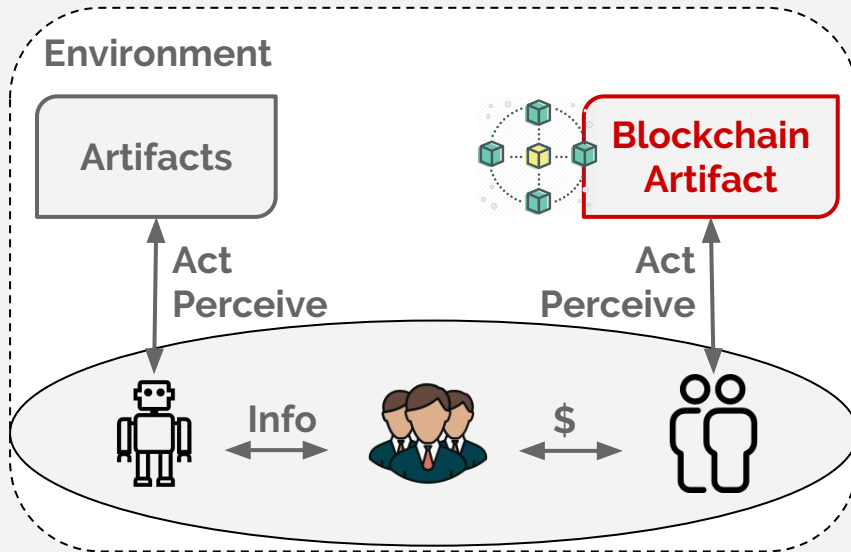 Environment
Artifacts
Blockchain
Artifact
Act
Perceive
Act
Perceive
Info
$